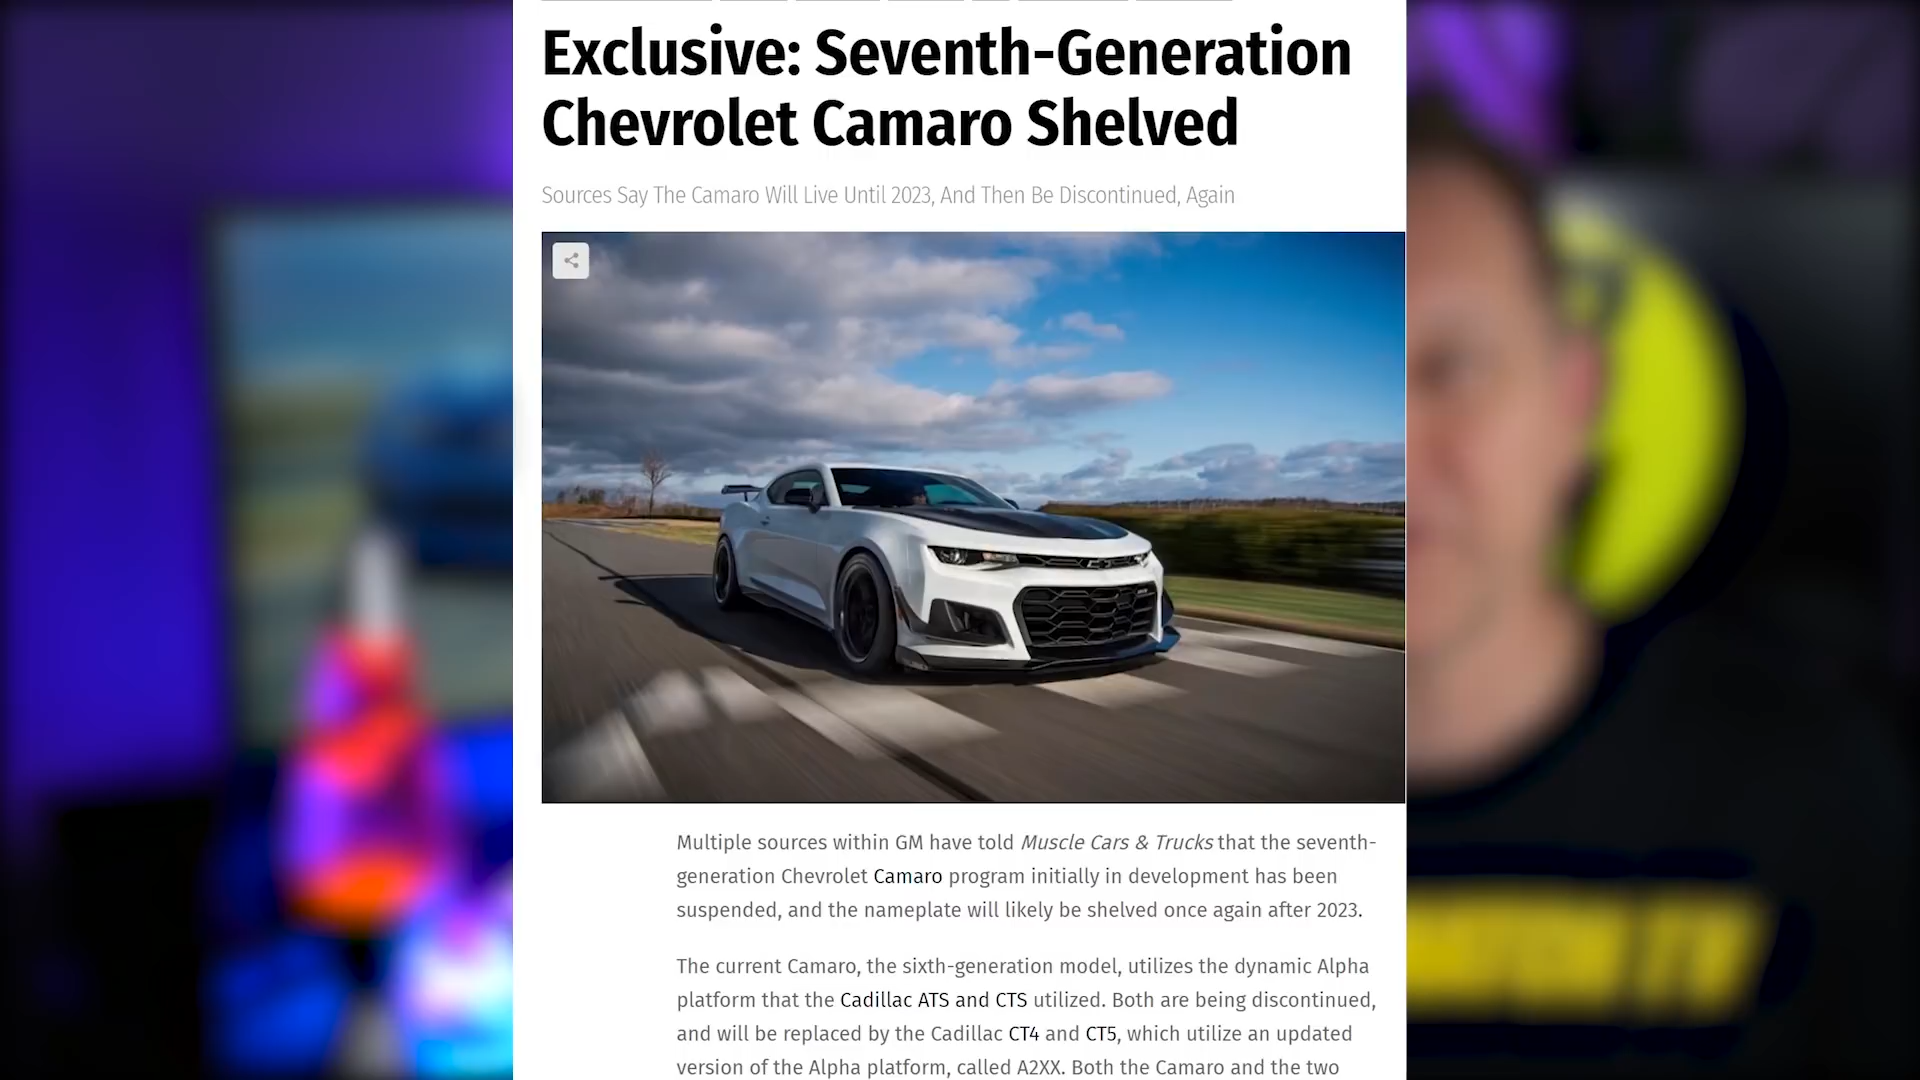 Exclusive: Seventh-Generation
Chevrolet Camaro Shelved
Sources Say The Camaro Will Live Until 2023, And Then Be Discontinued, Again
Multiple sources within GM have told Muscle Cars & Trucks that the seventh-
generation Chevrolet Camaro program initially in development has been
suspended, and the nameplate will likely be shelved once again after 2023.
The current Camaro, the sixth-generation model, utilizes the dynamic Alpha
platform that the Cadillac ATS and CTS utilized. Both are being discontinued,
and will be replaced by the Cadillac CT4 and CT5, which utilize an updated
version of the Alpha platform, called A2XX. Both the Camaro and the two